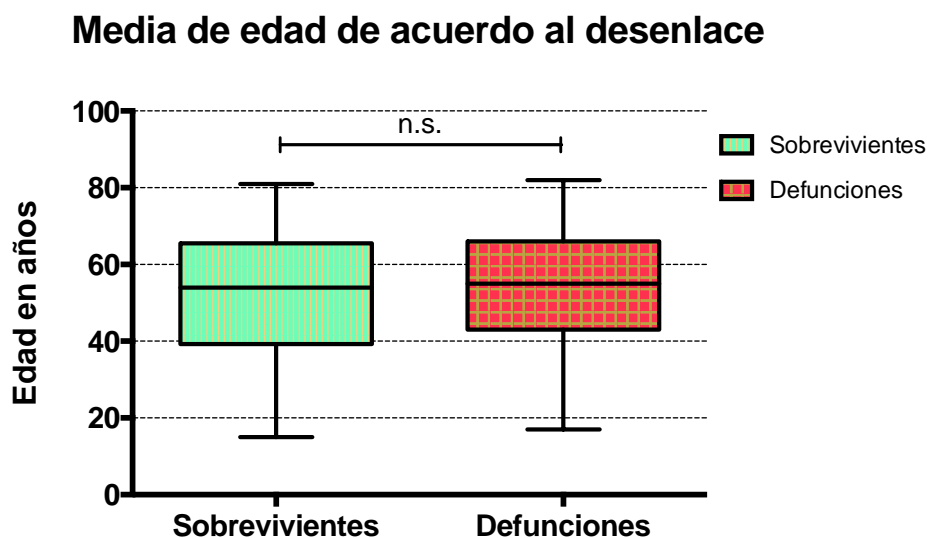 Media de edad de acuerdo al desenlace
100
80
60
40
20
0
Edad en años
n.s.
Sobrevivientes
Defunciones
Sobrevivientes
Defunciones